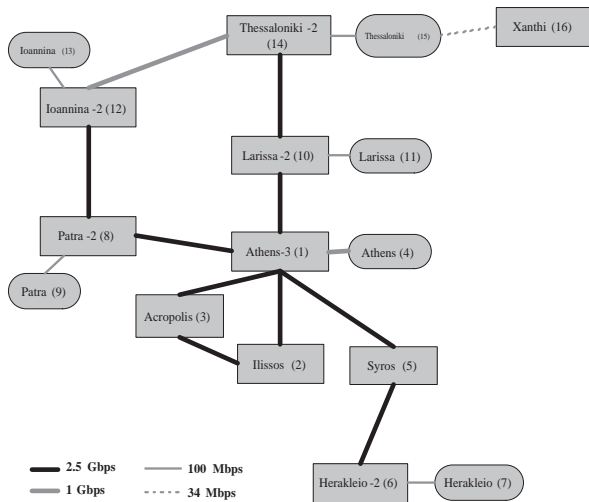 Thessaloniki -2
(14)
Thessaloniki (15)
Xanthi (16)
Ioannina (13)
Ioannina -2 (12)
Larissa -2 (10)
Larissa (11)
Patra -2 (8)
Athens-3 (1)
Athens (4)
Patra (9)
Acropolis (3)
Ilissos (2)
Syros (5)
2.5 Gbps
100 Mbps
1 Gbps
34 Mbps
Herakleio -2 (6)
Herakleio (7)